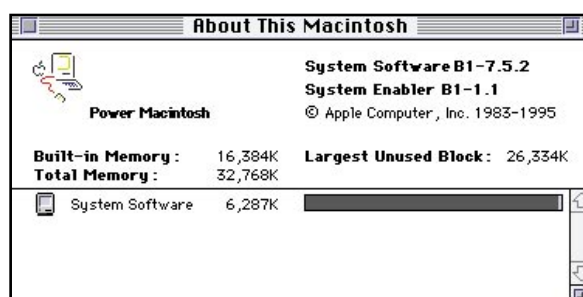 About This Macintosh
System Software B1-7.5.2
System Enabler B1-1.1
Power Macintosh
© Apple Computer, Inc. 1983-1995
Built-in Memory: 16,384K Largest Unused Block: 26,334K
Total Memory: 32,768K
System Software 6,287K